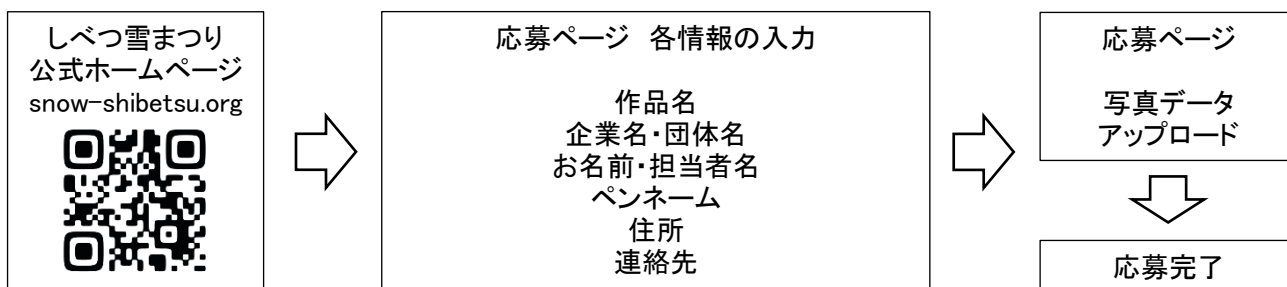 しべつ雪まつり
公式ホームページ
snow-shibetsu.org
応募ページ 各情報の入力
作品名
企業名・団体名
お名前・担当者名
ペンネーム
住所
連絡先
応募ページ
写真データ
アップロード
応募完了